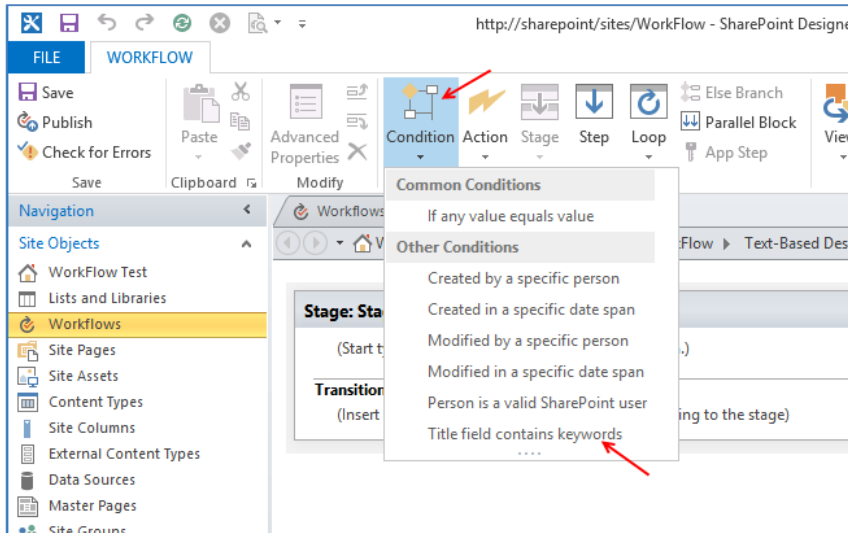 http://sharepoint/sites/WorkFlow - SharePoint Designe
FILE WORKFLOW
Save
Publish
Check for Errors
Save
Paste
Clipboard
Advanced
Properties
Modify
Condition Action Stage Step Loop
Else Branch
Parallel Block
App Step
View
Navigation
Site Objects
WorkFlow Test
Lists and Libraries
Workflows
Site Pages
Site Assets
Content Types
Site Columns
External Content Types
Data Sources
Master Pages
Site Groups
Workflows
W
Flow Text-Based Des
Common Conditions
If any value equals value
Other Conditions
Created by a specific person
Created in a specific date span
Modified by a specific person
Modified in a specific date span
Person is a valid SharePoint user
Title field contains keywords
Stage: Sta
(Start t .)
Transition
(Insert ing to the stage)